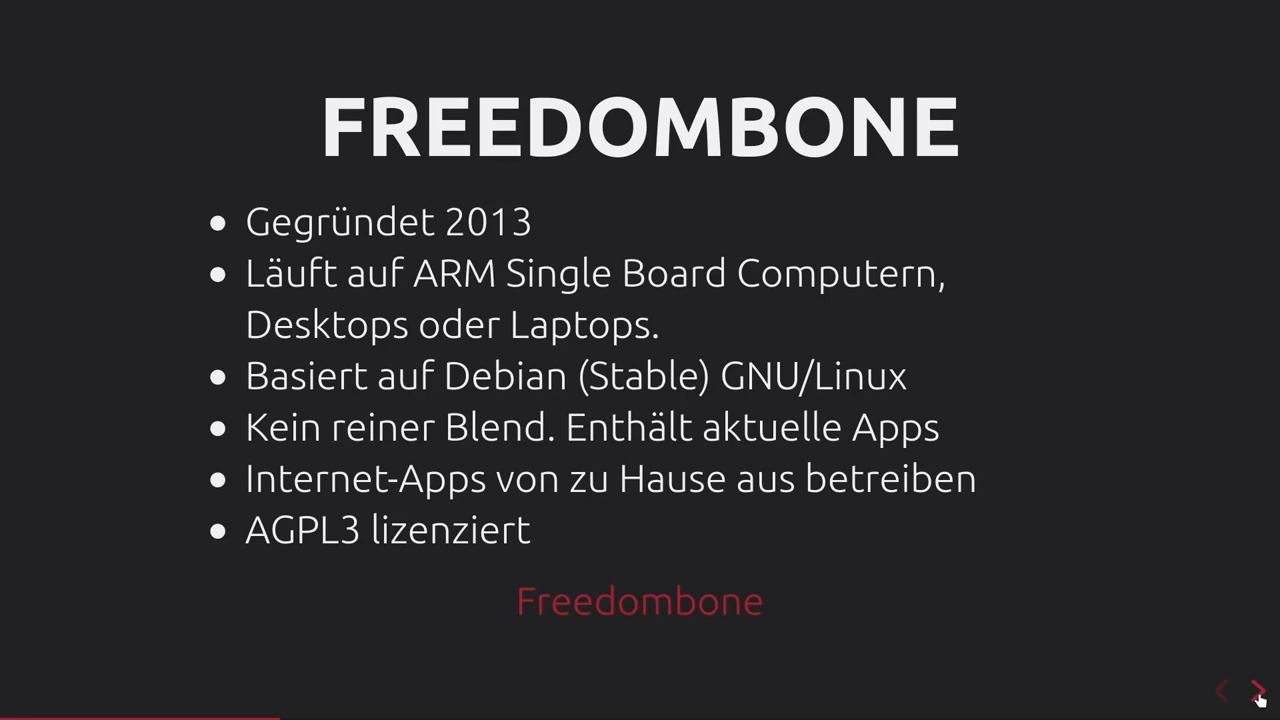 FREEDOMBONE
Gegründet 2013
Läuft auf ARM Single Board Computern,
Desktops oder Laptops.
Basiert auf Debian (Stable) GNU/Linux
Kein reiner Blend. Enthält aktuelle Apps
Internet-Apps von zu Hause aus betreiben
AGPL3 lizenziert
Freedombone